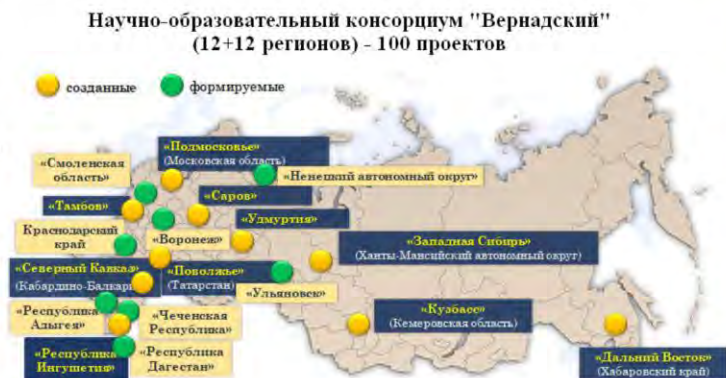 Научно-образовательный консорциум "Вернадский"
(12+12 регионов) - 100 проектов
созданные
формируемые
«Подмосковье»
(Московская область)
«Смоленская
область»
«Ненецкий автономный округ»
«Саров»
«Тамбов»
«Удмуртия»
Краснодарский
край
«Воронеж»
«Западная Сибирь»
(Ханты-Мансийский автономный округ)
«Северный Кавказ»
(Кабардино-Балкари
«Поволжье»
(Татарстан)
«Ульяновск»
«Кузбасс»
(Кемеровская область)
«Республика
Адыгея»
«Чеченская
Республика»
«Республика
Ингушетия»
«Республика
Дагестан»
«Дальний Восток»
(Хабаровский край)